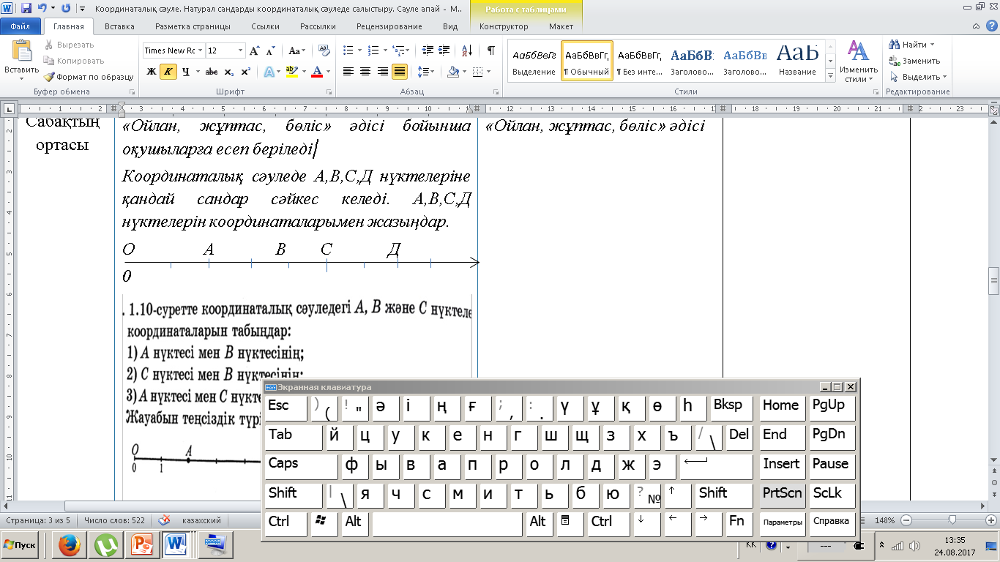 Координаталық сәуле. Натурал сандарды координаталық сәуледе салыстыру. Сауле апай - М..
Работа с таблицами
Файл Главная Вставка Разметка страницы Ссылки Рассылки Рецензирование Вид Конструктор Макет
Вставить
Вырезать
Копировать
Формат по образцу
Буфер обмена
Times New Ro 12
Ж К Ч abc x₂ x²
Шрифт
Абзац
АаБбВвГг АаБбВвГг, АаБбВвГг, АаБбВ: АаБбВв АаБ
Выделение ¶ Обычный ¶ Без инте... Заголово... Заголово... Название
Стили
Изменить стили
Найти
Заменить
Выделить
Редактирование
Сабақтың
ортасы
«Ойлан, жұптас, бөліс» әдісі бойынша
оқушыларға есеп беріледі
Координаталық сәуледе А,В,С,Д нүктелеріне
қандай сандар сәйкес келеді. А,В,С,Д
нүктелерін координаталарымен жазыңдар.
О А В С Д
0
«Ойлан, жұптас, бөліс» әдісі
. 1.10-суретте координаталық сәуледегі А, В және С нүктеле
координаталарын табыңдар:
1) А нүктесі мен В нүктесінің;
2) С нүктесі мен В нүктесінің;
3) А нүктесі мен С нүкте
Жауабын теңсіздік түрі
O A
0 1
Экранная клавиатура
Esc ) ( ! " ә і ң ғ ; , : . ү ұ қ ө һ Bksp Home PgUp
Tab й ц у к е н г ш щ з х ъ / \ Del End PgDn
Caps ф ы в а п р о л д ж э Insert Pause
Shift | \ я ч с м и т ь б ю ? № ↑ Shift PrtScn ScLk
Ctrl Alt Alt Ctrl ↓ ← → Fn Параметры Справка
Страница: 3 из 5 Число слов: 522 казахский 148%
Пуск KK 13:35
24.08.2017